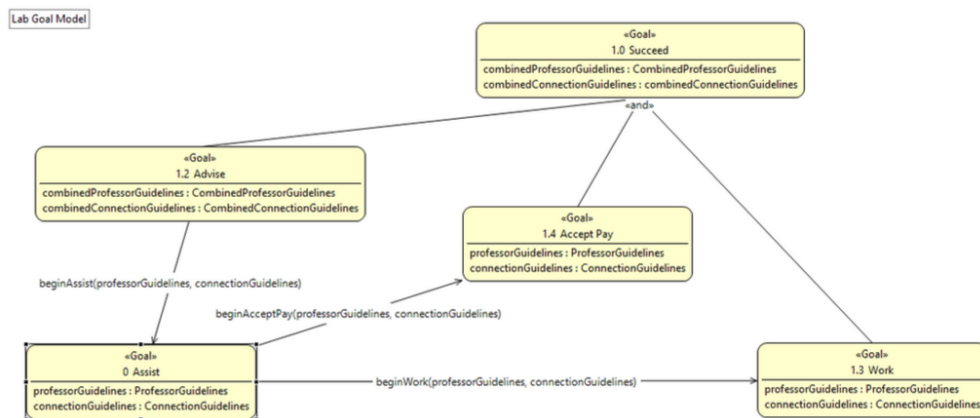 Lab Goal Model
«Goal»
1.0 Succeed
combinedProfessorGuidelines : CombinedProfessorGuidelines
combinedConnectionGuidelines : combinedConnectionGuidelines
«and»
«Goal»
1.2 Advise
combinedProfessorGuidelines : CombinedProfessorGuidelines
combinedConnectionGuidelines : CombinedConnectionGuidelines
«Goal»
1.4 Accept Pay
professorGuidelines : ProfessorGuidelines
connectionGuidelines : ConnectionGuidelines
beginAssist(professorGuidelines, connectionGuidelines)
beginAcceptPay(professorGuidelines, connectionGuidelines)
«Goal»
0 Assist
professorGuidelines : ProfessorGuidelines
connectionGuidelines : ConnectionGuidelines
beginWork(professorGuidelines, connectionGuidelines)
«Goal»
1.3 Work
professorGuidelines : ProfessorGuidelines
connectionGuidelines : ConnectionGuidelines